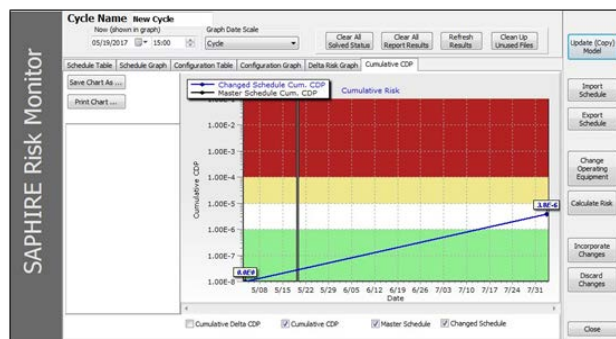 SAPHIRE Risk Monitor
Cycle Name New Cycle
Now (shown in graph)
05/19/2017 15:00
Graph Date Scale
Cycle
Clear All Solved Status
Clear All Report Results
Refresh Results
Clean Up Unused Files
Schedule Table Schedule Graph Configuration Table Configuration Graph Delta Risk Graph Cumulative CDP
Save Chart As ...
Print Chart ...
Changed Schedule Cum. CDP
Master Schedule Cum. CDP
Cumulative Risk
Cumulative CDP
1.00E-3
1.00E-4
1.00E-5
1.00E-6
1.00E-7
1.00E-8
0.0E0
3.8E-6
5/08 5/15 5/22 5/29 6/05 6/12 6/19 6/26 7/03 7/10 7/17 7/24 7/31
Date
Cumulative Delta CDP Cumulative CDP Master Schedule Changed Schedule
Update (Copy) Model
Import Schedule
Export Schedule
Change Operating Equipment
Calculate Risk
Incorporate Changes
Discard Changes
Close